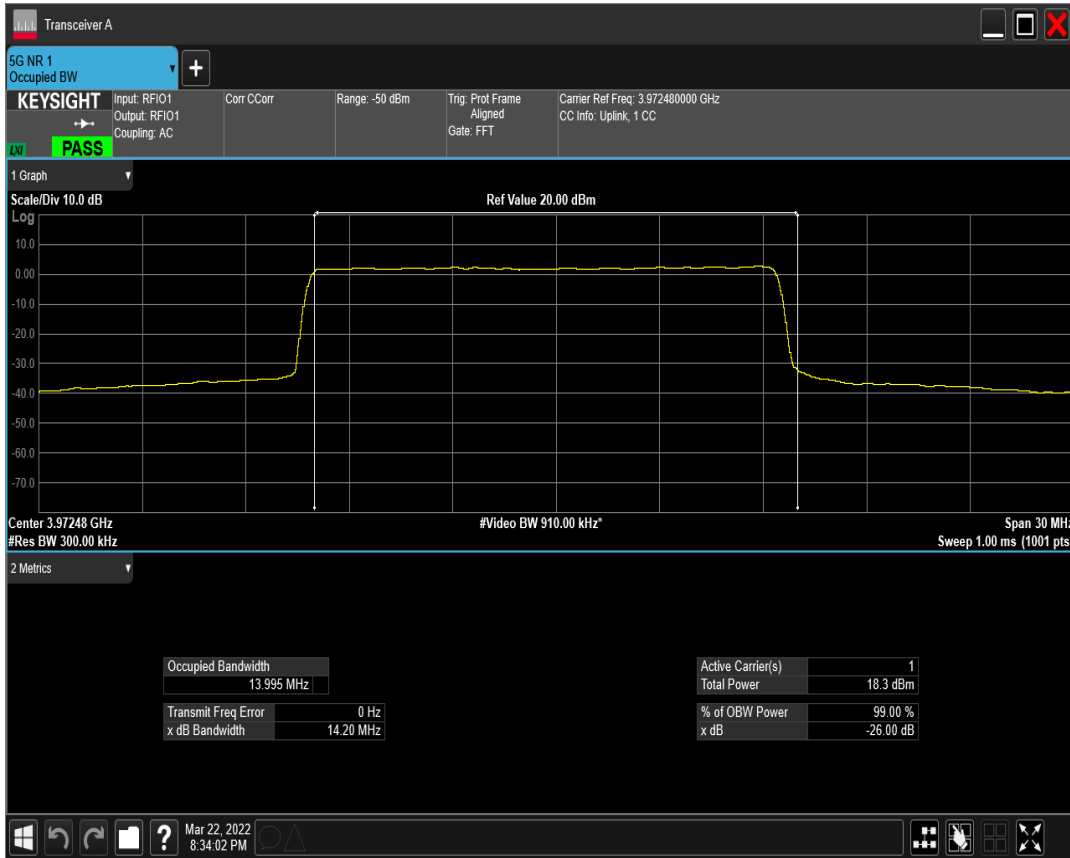 Transceiver A
5G NR 1
Occupied BW
KEYSIGHT
LXI
PASS
Input: RFIO1
Output: RFIO1
Coupling: AC
Corr CCorr
Range: -50 dBm
Trig: Prot Frame
Aligned
Gate: FFT
Carrier Ref Freq: 3.972480000 GHz
CC Info: Uplink, 1 CC
1 Graph
Scale/Div 10.0 dB
Ref Value 20.00 dBm
Log
10.0
0.00
-10.0
-20.0
-30.0
-40.0
-50.0
-60.0
-70.0
Center 3.97248 GHz
#Video BW 910.00 kHz*
Span 30 MHz
#Res BW 300.00 kHz
Sweep 1.00 ms (1001 pts
2 Metrics
Occupied Bandwidth
13.995 MHz
Transmit Freq Error 0 Hz
x dB Bandwidth 14.20 MHz
Active Carrier(s) 1
Total Power 18.3 dBm
% of OBW Power 99.00 %
x dB -26.00 dB
?
Mar 22, 2022
8:34:02 PM